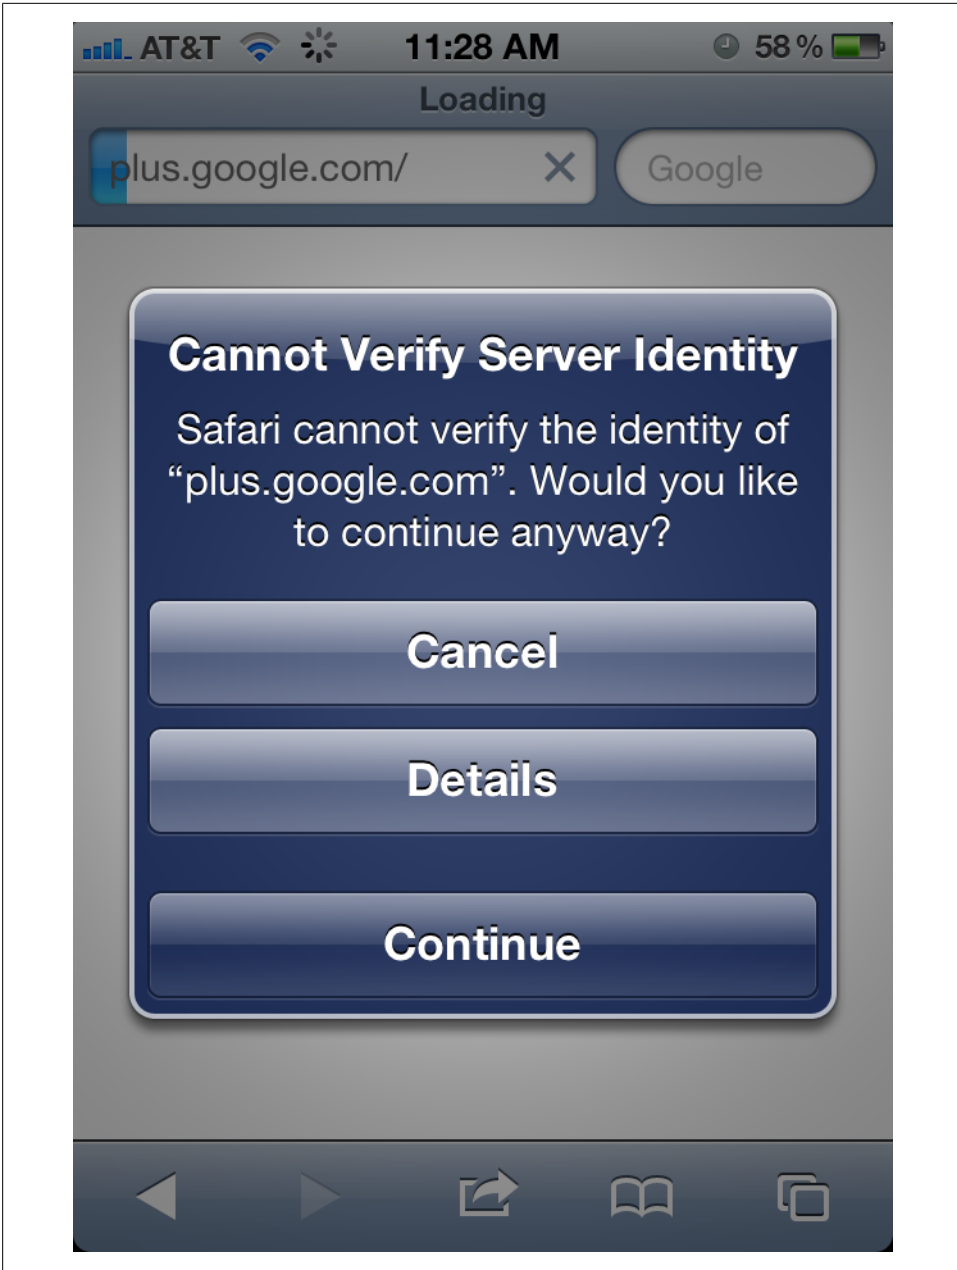 AT&T 11:28 AM 58 %
Loading
plus.google.com/ Google
Cannot Verify Server Identity
Safari cannot verify the identity of
“plus.google.com”. Would you like
to continue anyway?
Cancel
Details
Continue